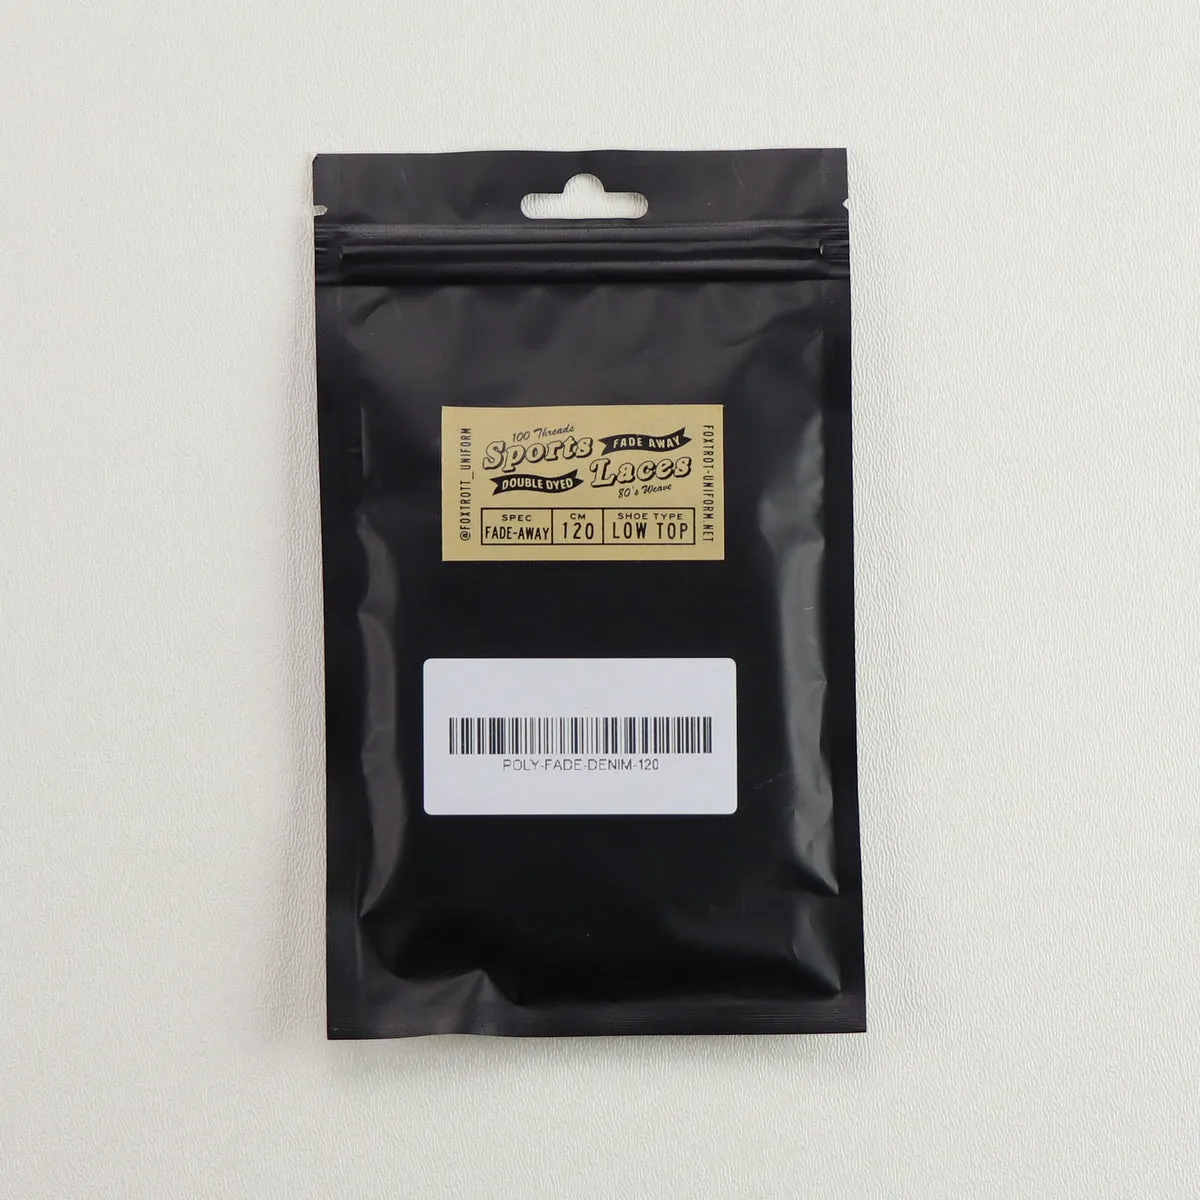 100 Threads
Sports
FADE AWAY
DOUBLE DYED
Laces
80's Weave
@FOXTROTT_UNIFORM
FOXTROT-UNIFORM.NET
SPEC
FADE-AWAY
CM
120
SHOE TYPE
LOW TOP
POLY-FADE-DENIM-120